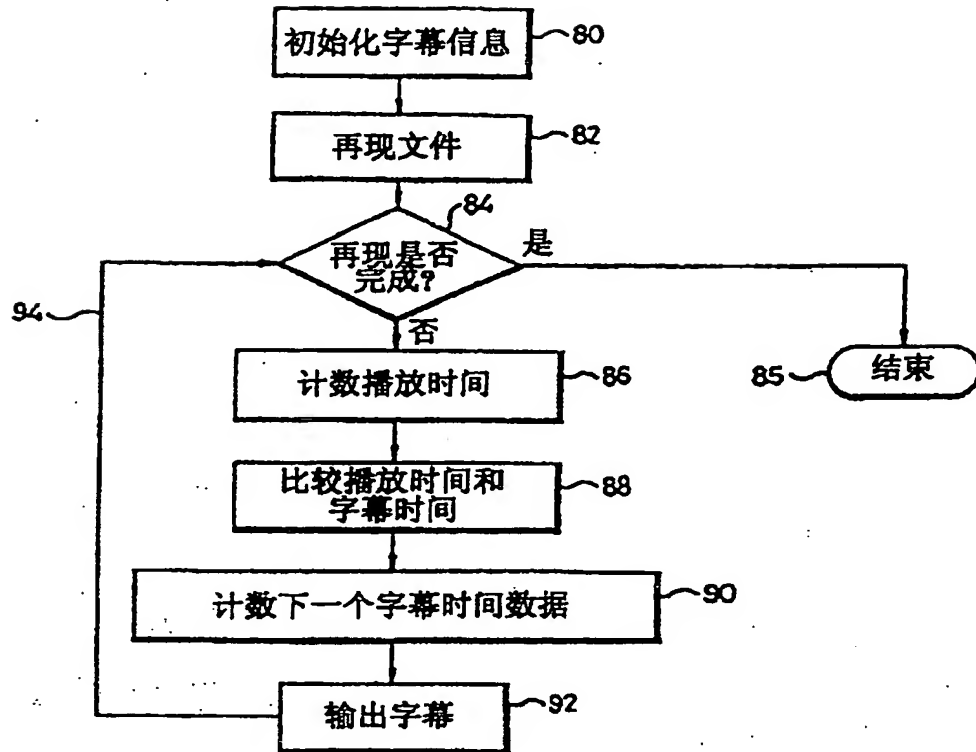 初始化字幕信息
80
再现文件
82
84
再现是否
完成?
是
否
94
计数播放时间
86
85
结束
比较播放时间和
字幕时间
88
计数下一个字幕时间数据
90
输出字幕
92